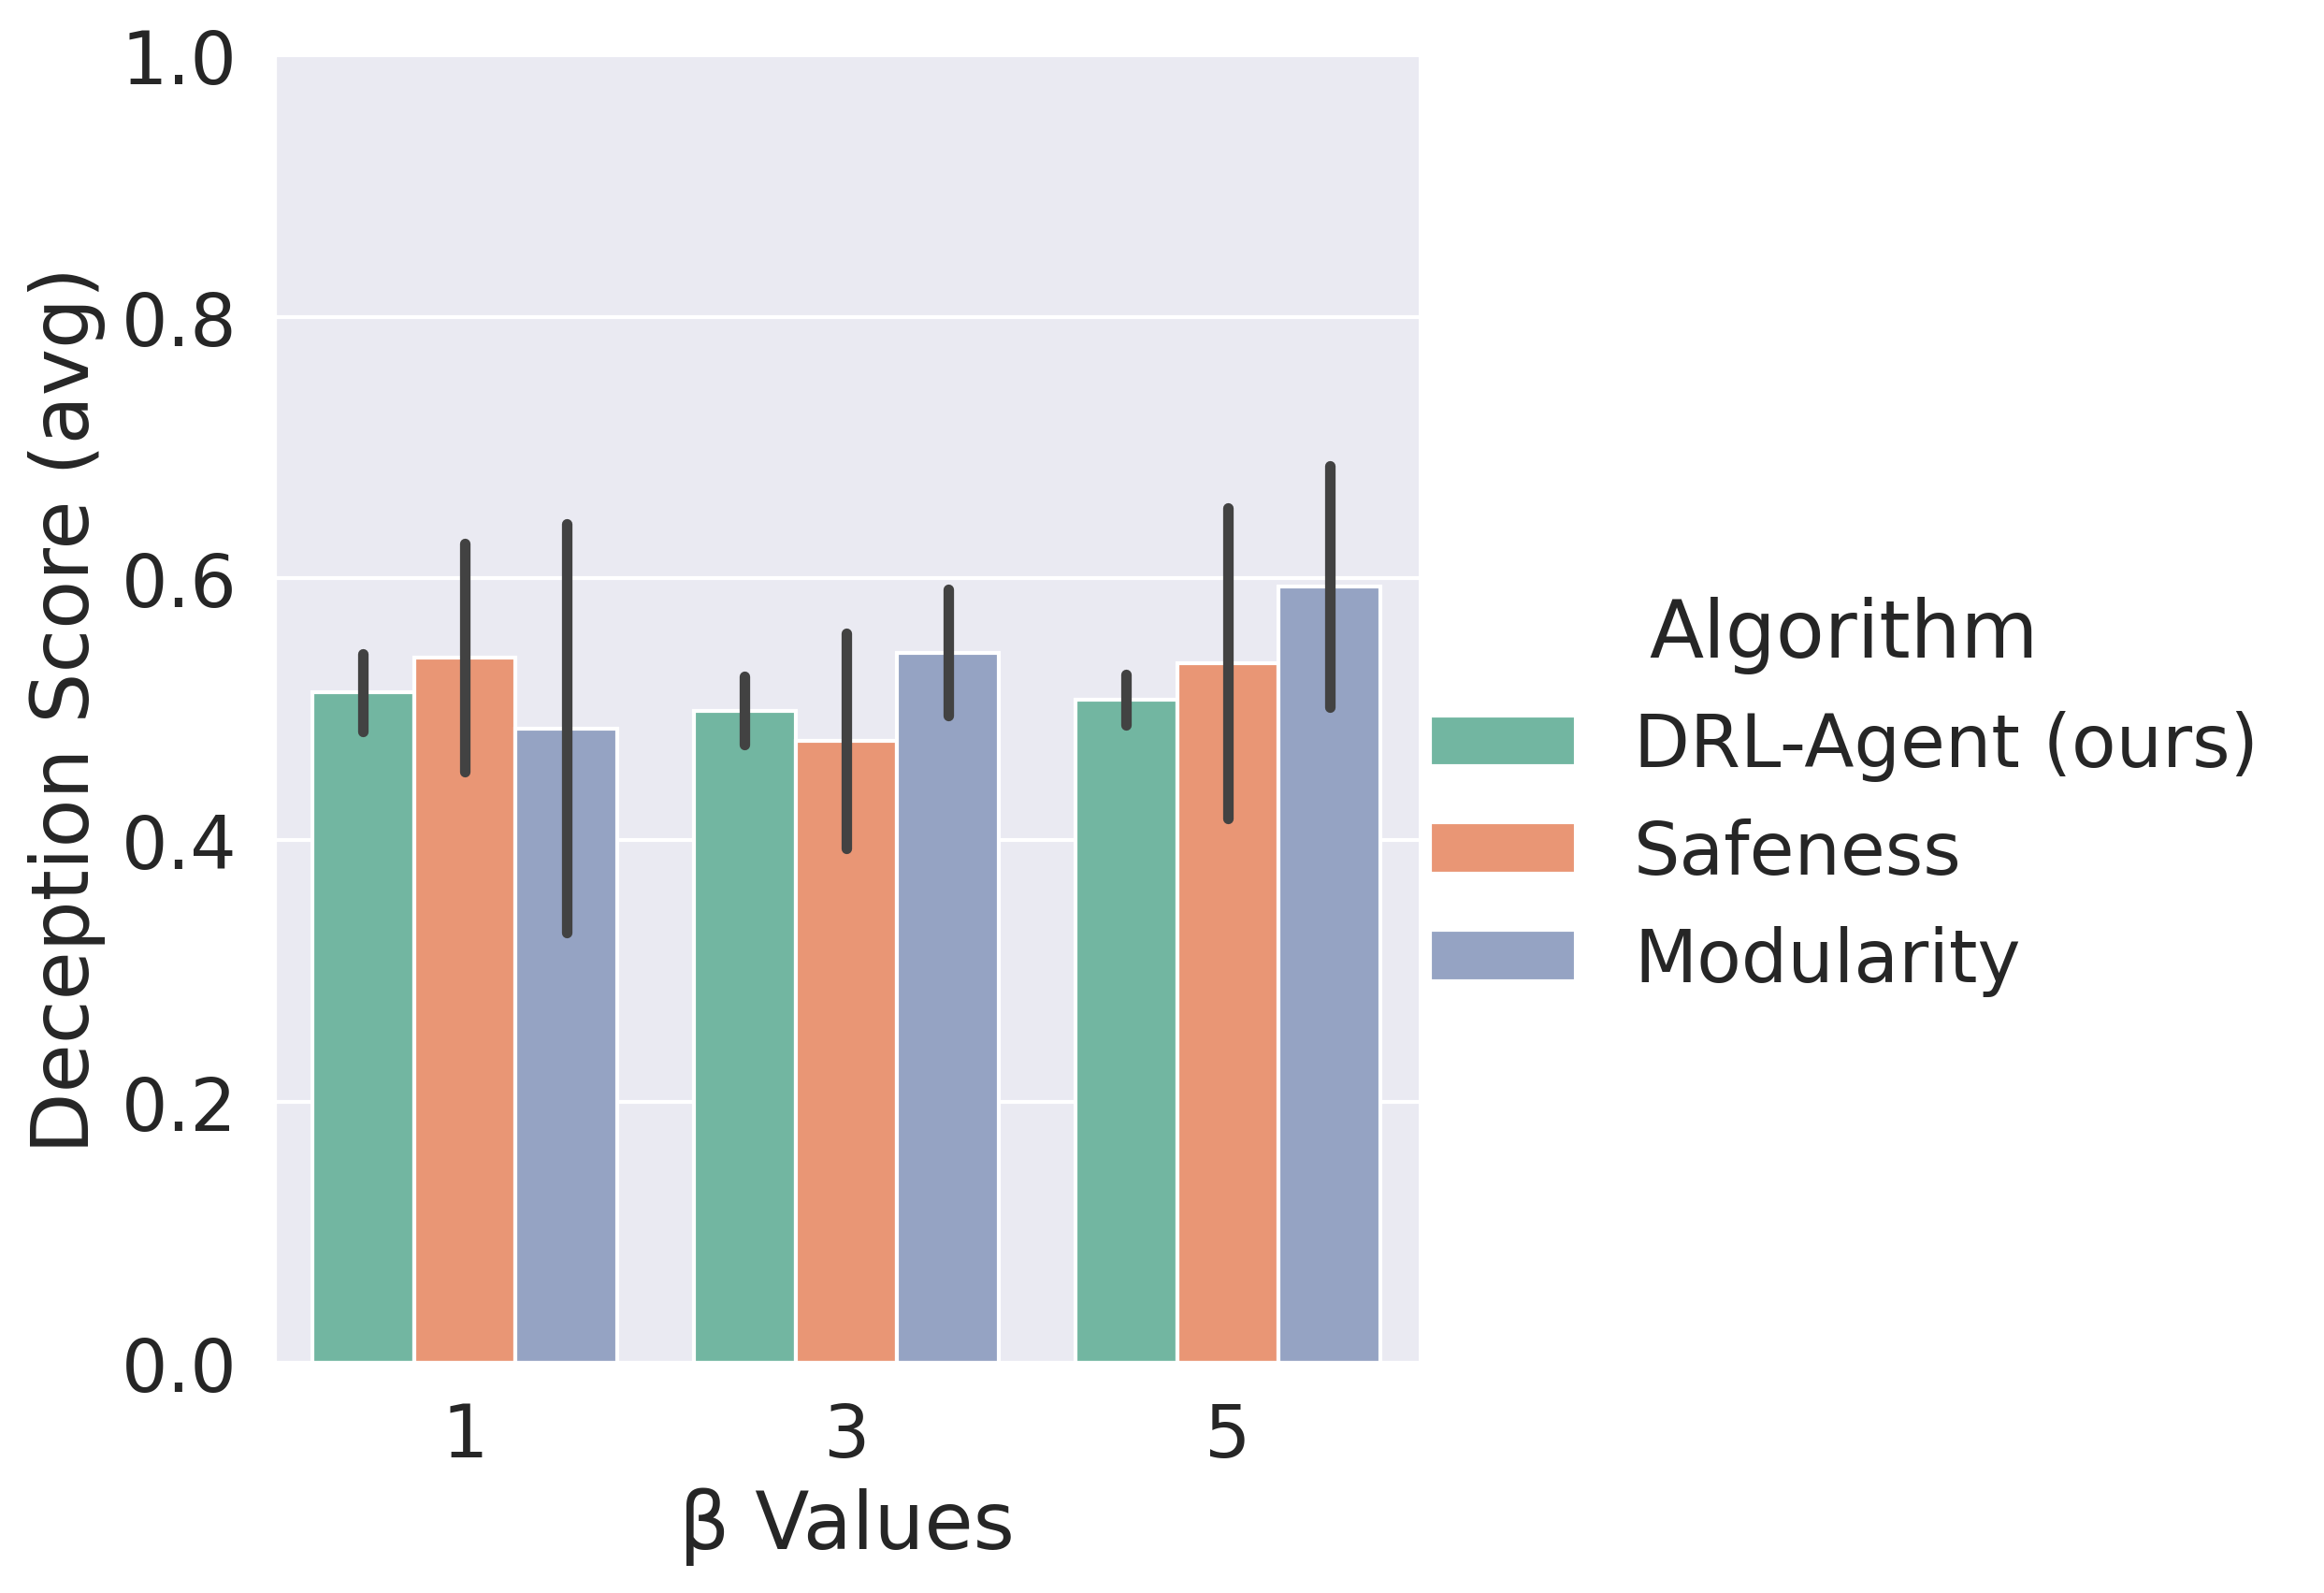 Deception Score (avg)
1.0
0.8
0.6
0.4
0.2
0.0
1
3
5
β Values
Algorithm
DRL-Agent (ours)
Safeness
Modularity